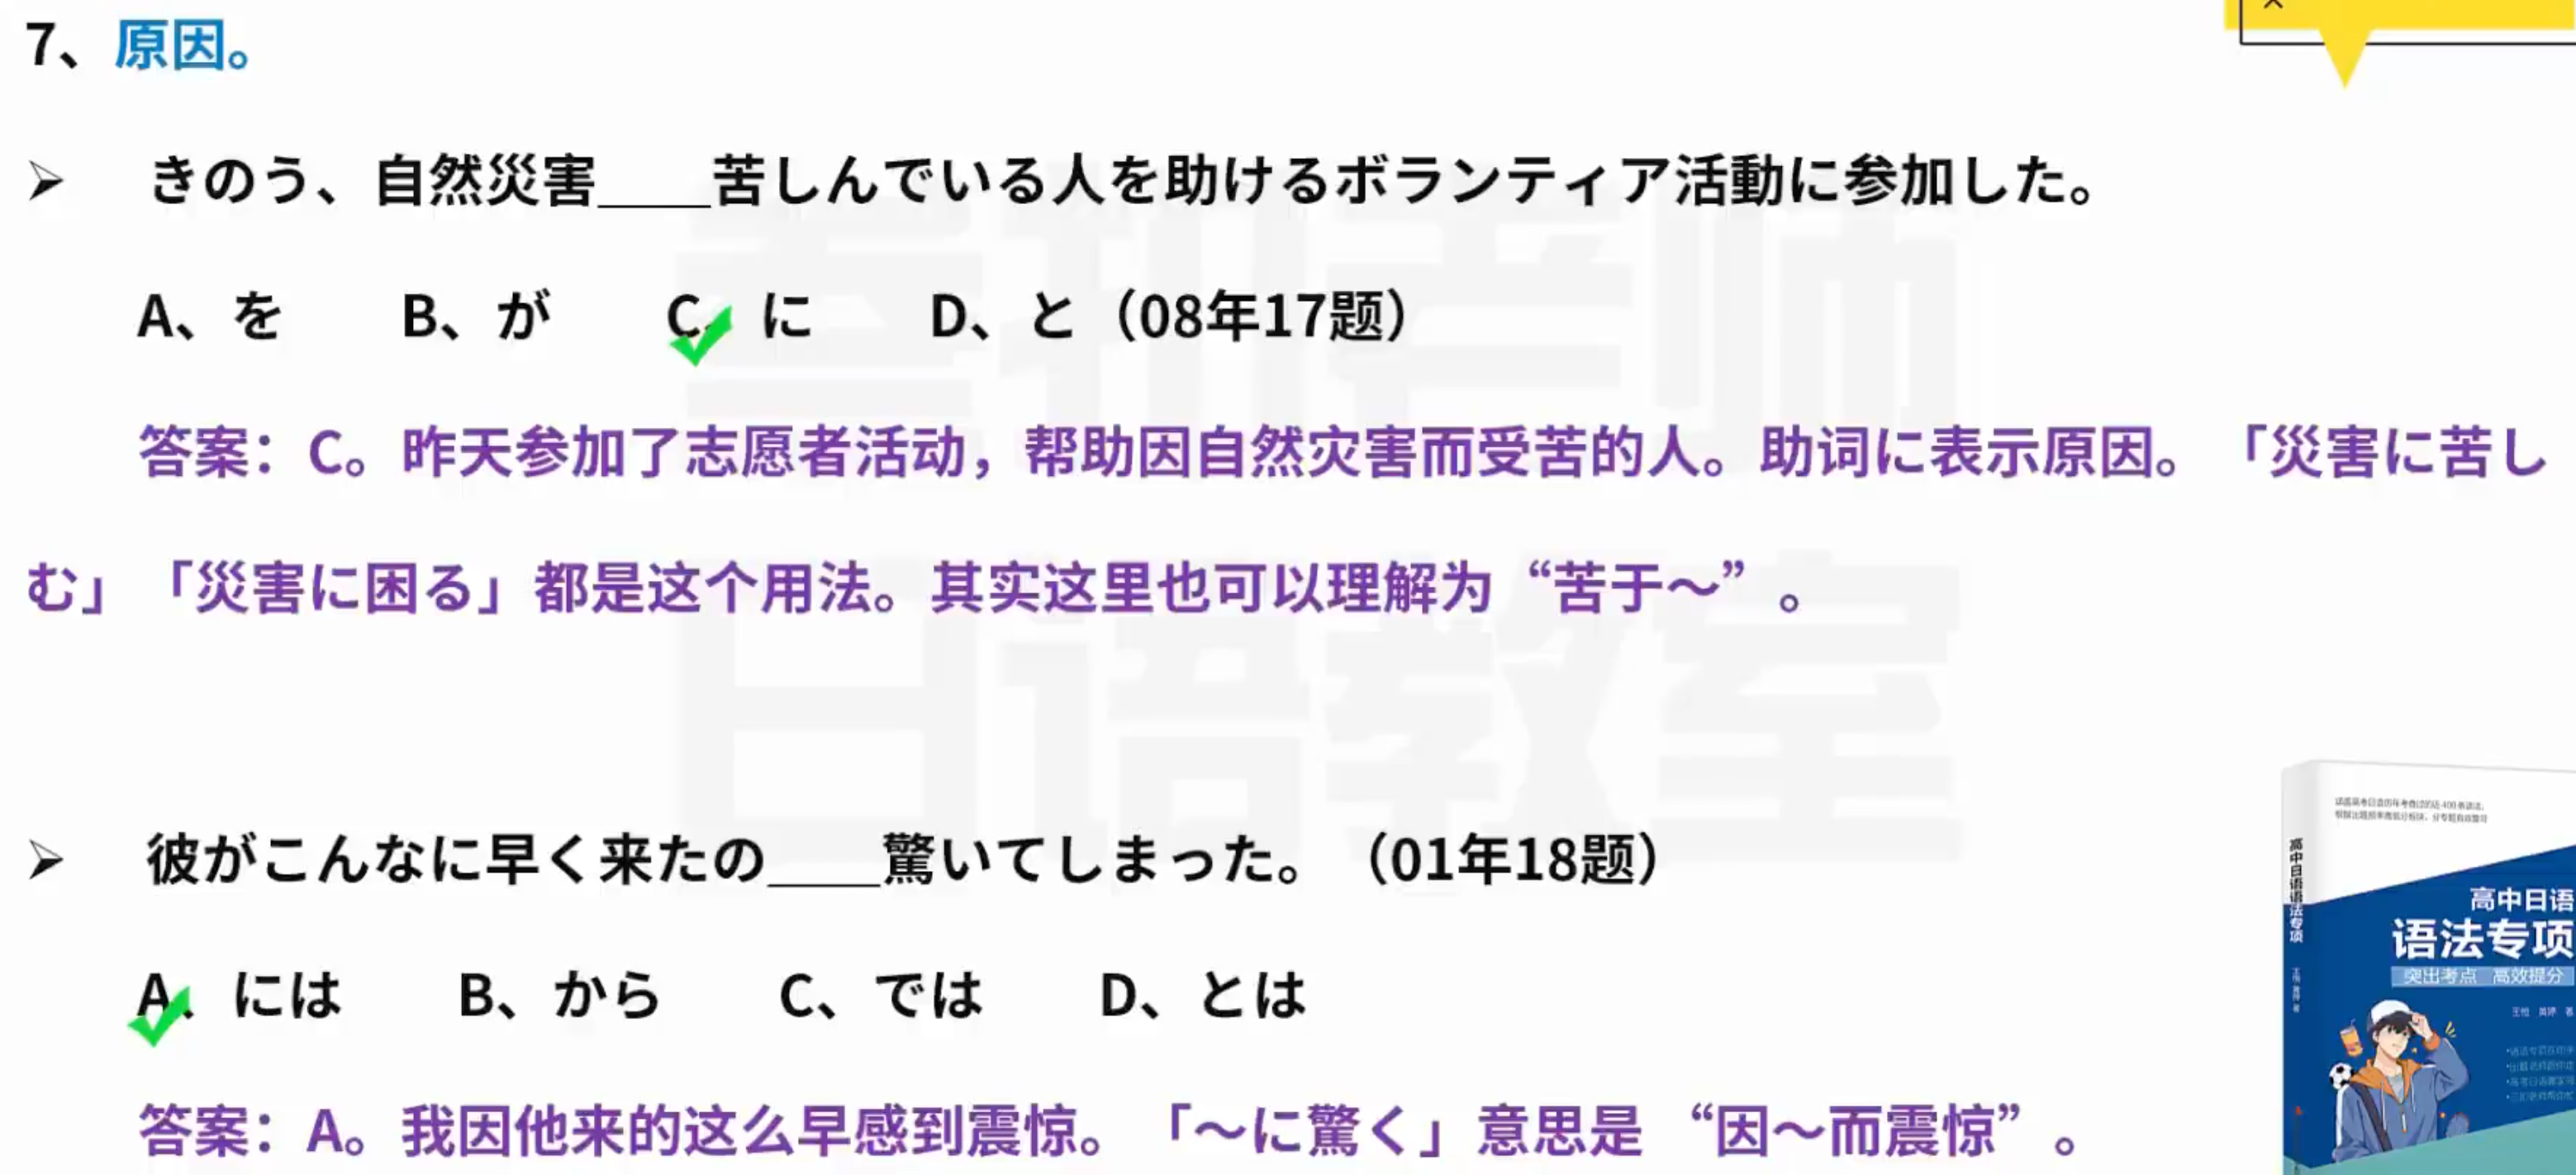 7、原因。
➢ きのう、自然災害____苦しんでいる人を助けるボランティア活動に参加した。
A、を B、が C、に D、と（08年17题）
答案：C。昨天参加了志愿者活动，帮助因自然灾害而受苦的人。助词に表示原因。「災害に苦し
む」「災害に困る」都是这个用法。其实这里也可以理解为“苦于～”。
➢ 彼がこんなに早く来たの____驚いてしまった。（01年18题）
A、には B、から C、では D、とは
答案：A。我因他来的这么早感到震惊。「～に驚く」意思是“因～而震惊”。
老师
日语教室
高中日语语法专项
高中日语
语法专项
突出考点 高效提分